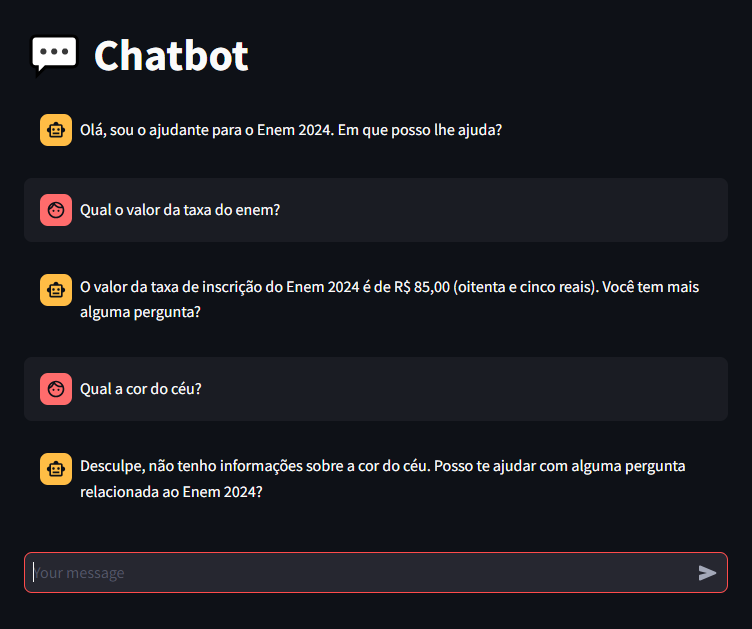 Chatbot
Olá, sou o ajudante para o Enem 2024. Em que posso lhe ajuda?
Qual o valor da taxa do enem?
O valor da taxa de inscrição do Enem 2024 é de R$ 85,00 (oitenta e cinco reais). Você tem mais
alguma pergunta?
Qual a cor do céu?
Desculpe, não tenho informações sobre a cor do céu. Posso te ajudar com alguma pergunta
relacionada ao Enem 2024?
Your message